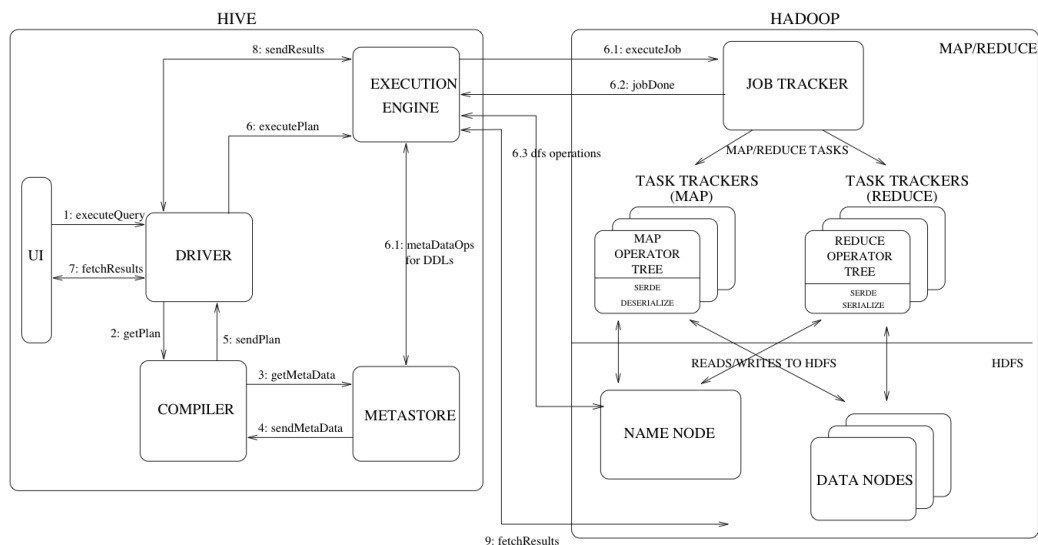 HIVE
HADOOP
MAP/REDUCE
8: sendResults
EXECUTION
ENGINE
6.1: executeJob
6.2: jobDone
JOB TRACKER
6: executePlan
6.3 dfs operations
MAP/REDUCE TASKS
TASK TRACKERS
(MAP)
TASK TRACKERS
(REDUCE)
UI
1: executeQuery
7: fetchResults
DRIVER
6.1: metaDataOps
for DDLs
MAP
OPERATOR
TREE
SERDE
DESERIALIZE
REDUCE
OPERATOR
TREE
SERDE
SERIALIZE
2: getPlan
5: sendPlan
READS/WRITES TO HDFS
HDFS
COMPILER
3: getMetaData
4: sendMetaData
METASTORE
NAME NODE
DATA NODES
9: fetchResults